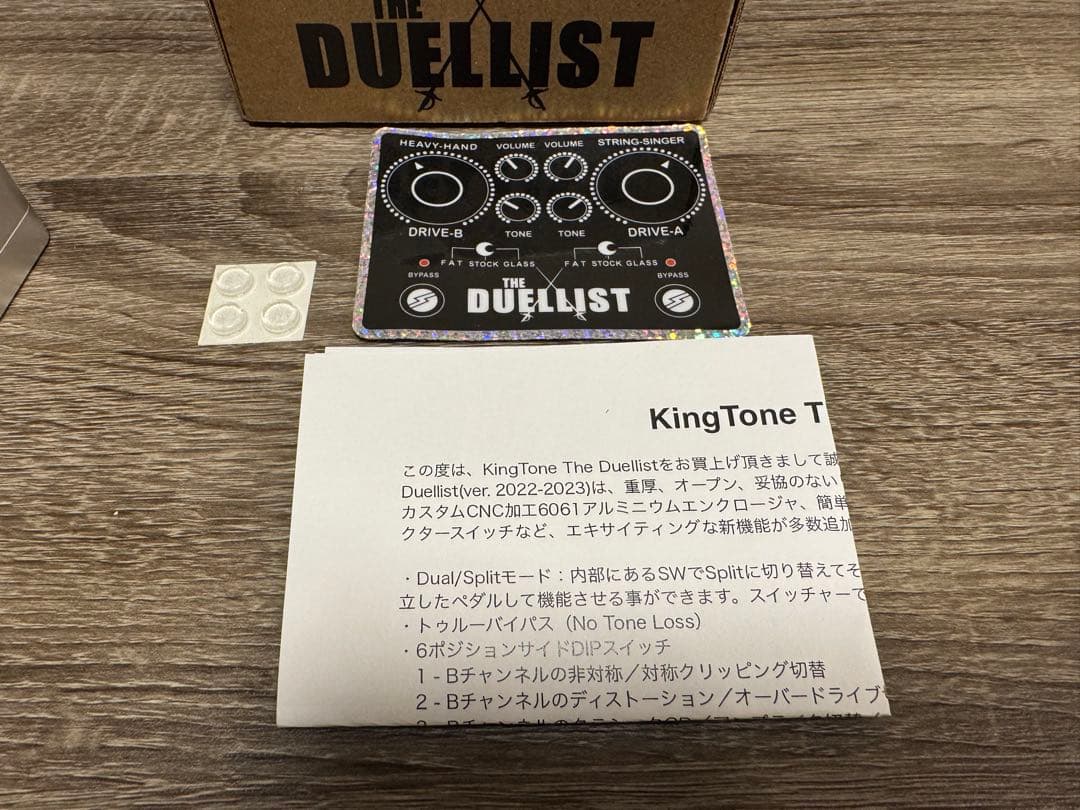 THE
DUELLIST
HEAVY-HAND VOLUME VOLUME STRING-SINGER
DRIVE-B TONE TONE DRIVE-A
FAT STOCK GLASS FAT STOCK GLASS
BYPASS BYPASS
THE
DUELLIST
KingTone T
この度は、KingTone The Duellistをお買上げ頂きまして誠
Duellist(ver. 2022-2023)は、重厚、オープン、妥協のない
カスタムCNC加工6061アルミニウムエンクロージャ、簡単
クタースイッチなど、エキサイティングな新機能が多数追加
・Dual/Splitモード：内部にあるSWでSplitに切り替えてそ
立したペダルして機能させる事ができます。スイッチャーで
・トゥルーバイパス（No Tone Loss）
・6ポジションサイドDIPスイッチ
1 - Bチャンネルの非対称／対称クリッピング切替
2 - Bチャンネルのディストーション／オーバードライブ